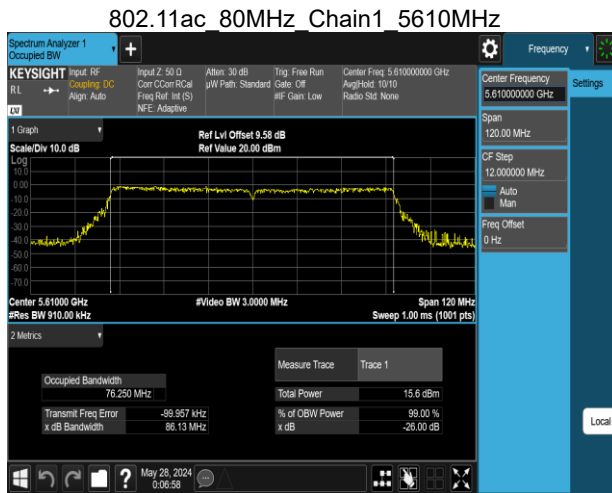 802.11ac_80MHz_Chain1_5610MHz
Spectrum Analyzer 1
Occupied BW
Frequency
KEYSIGHT
RL
Input: RF
Coupling: DC
Align: Auto
Input Z: 50 Ω
Corr CCorr RCal
Freq Ref: Int (S)
NFE: Adaptive
Atten: 30 dB
µW Path: Standard
Trig: Free Run
Gate: Off
#IF Gain: Low
Center Freq: 5.610000000 GHz
Avg|Hold: 10/10
Radio Std: None
Center Frequency
5.610000000 GHz
Settings
Span
120.00 MHz
CF Step
12.000000 MHz
Auto
Man
Freq Offset
0 Hz
Local
1 Graph
Scale/Div 10.0 dB
Ref Lvl Offset 9.58 dB
Ref Value 20.00 dBm
Log
10.0
0.00
-10.0
-20.0
-30.0
-40.0
-50.0
-60.0
-70.0
Center 5.61000 GHz
#Video BW 3.0000 MHz
Span 120 MHz
#Res BW 910.00 kHz
Sweep 1.00 ms (1001 pts)
2 Metrics
Measure Trace
Trace 1
Occupied Bandwidth
76.250 MHz
Total Power
15.6 dBm
Transmit Freq Error
-99.957 kHz
% of OBW Power
99.00 %
x dB Bandwidth
86.13 MHz
x dB
-26.00 dB
?
May 28, 2024
0:06:58